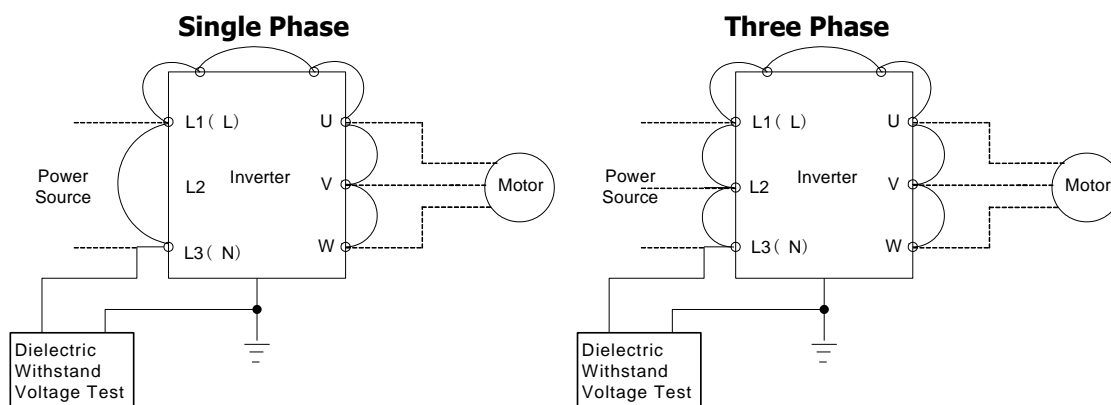 Single Phase
L1( L)
L2
L3( N)
Inverter
U
V
W
Power
Source
Motor
Dielectric
Withstand
Voltage Test
Three Phase
L1( L)
L2
L3( N)
Inverter
U
V
W
Power
Source
Motor
Dielectric
Withstand
Voltage Test